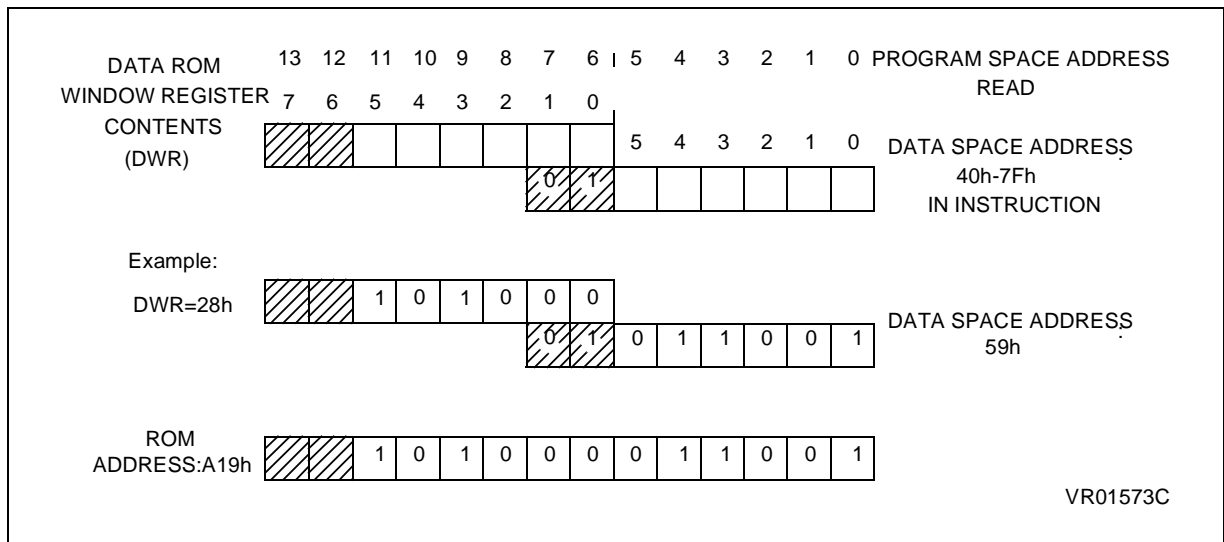 13 12 11 10 9 8 7 6 5 4 3 2 1 0 PROGRAM SPACE ADDRESS
READ
DATA ROM
WINDOW REGISTER 7 6 5 4 3 2 1 0
CONTENTS
(DWR)
5 4 3 2 1 0 DATA SPACE ADDRESS
0 1 40h-7Fh
IN INSTRUCTION
Example:
DWR=28h 1 0 1 0 0 0
0 1 0 1 1 0 0 1 DATA SPACE ADDRESS
59h
ROM
ADDRESS:A19h 1 0 1 0 0 0 0 1 1 0 0 1
VR01573C